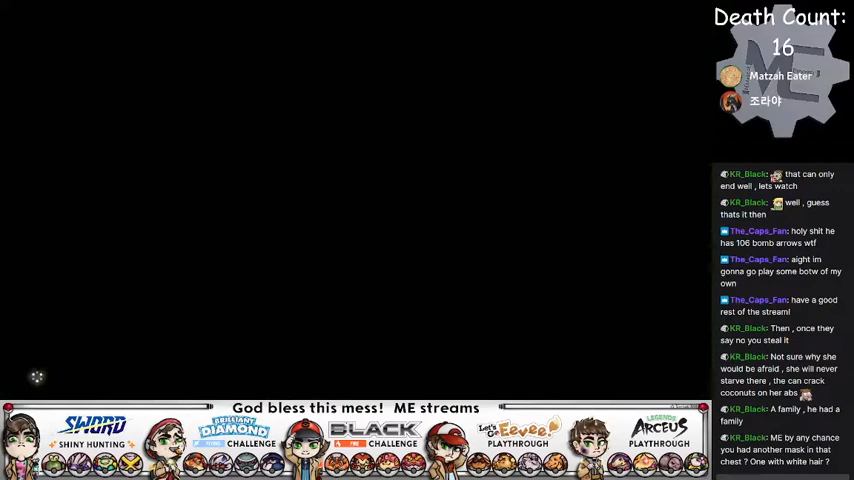 Death Count:
16
Matzah Eater
조라야
ME
KR_Black: that can only
end well , lets watch
KR_Black: well , guess
thats it then
The_Caps_Fan: holy shit he
has 106 bomb arrows wtf
The_Caps_Fan: aight im
gonna go play some botw of my
own
The_Caps_Fan: have a good
rest of the stream!
KR_Black: Then , once they
say no you steal it
KR_Black: Not sure why she
would be afraid , she will never
starve there , the can crack
coconuts on her abs
KR_Black: A family , he had a
family
KR_Black: ME by any chance
you had another mask in that
chest ? One with white hair ?
God bless this mess! ME streams
SWORD
SHINY HUNTING
BRILLIANT
DIAMOND
CHALLENGE
BLACK
FIRE CHALLENGE
Let's Go Eevee!
PLAYTHROUGH
LEGENDS
ARCEUS
PLAYTHROUGH